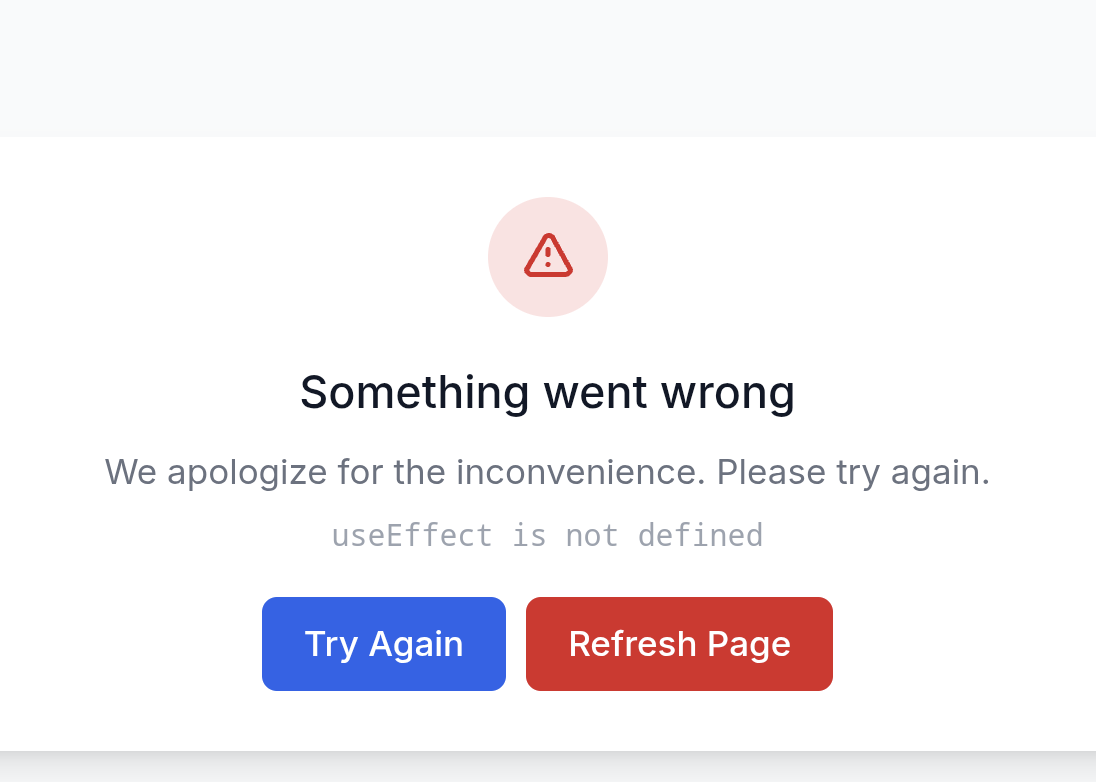 Something went wrong
We apologize for the inconvenience. Please try again.
useEffect is not defined
Try Again
Refresh Page